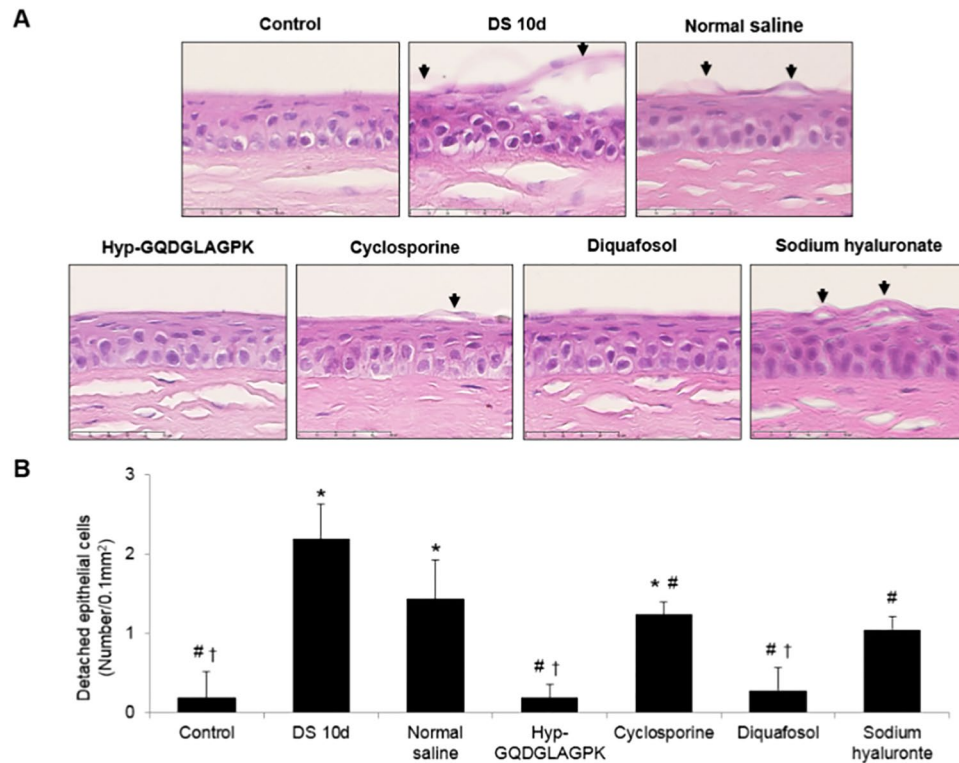 A
Control
DS 10d
Normal saline
Hyp-GQDGLAGPK
Cyclosporine
Diquafosol
Sodium hyaluronate
B
Detached epithelial cells
(Number/0.1mm²)
3
2
1
0
# †
*
*
# †
* #
# †
#
Control
DS 10d
Normal
saline
Hyp-
GQDGLAGPK
Cyclosporine
Diquafosol
Sodium
hyaluronte